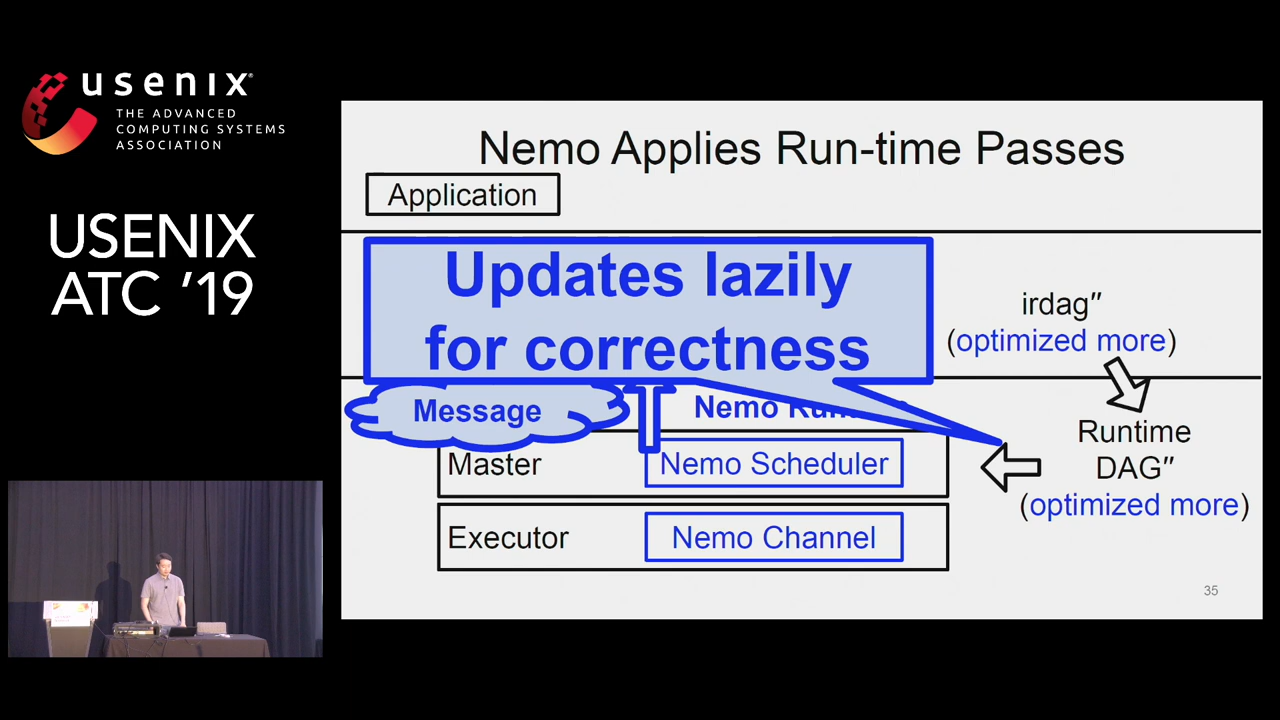 usenix
THE ADVANCED
COMPUTING SYSTEMS
ASSOCIATION
USENIX
ATC '19
Nemo Applies Run-time Passes
Application
Updates lazily
for correctness
irdag″
(optimized more)
Message
Nemo
Runtime
DAG″
(optimized more)
Master
Nemo Scheduler
Executor
Nemo Channel
35